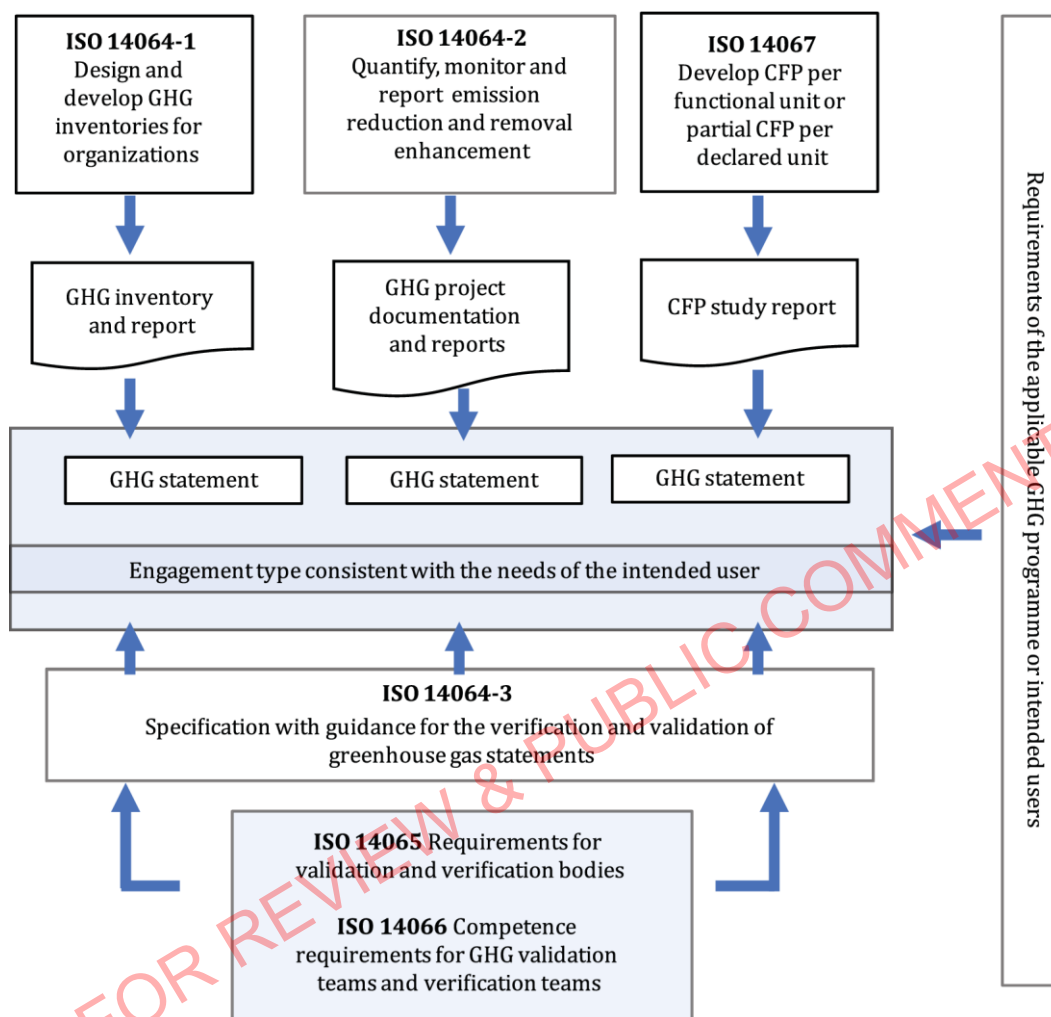 ISO 14064-1
Design and
develop GHG
inventories for
organizations
ISO 14064-2
Quantify, monitor and
report emission
reduction and removal
enhancement
ISO 14067
Develop CFP per
functional unit or
partial CFP per
declared unit
GHG inventory
and report
GHG project
documentation
and reports
CFP study report
GHG statement
GHG statement
GHG statement
Engagement type consistent with the needs of the intended user
ISO 14064-3
Specification with guidance for the verification and validation of
greenhouse gas statements
ISO 14065 Requirements for
validation and verification bodies
ISO 14066 Competence
requirements for GHG validation
teams and verification teams
Requirements of the applicable GHG programme or intended users
FOR REVIEW & PUBLIC COMMENT